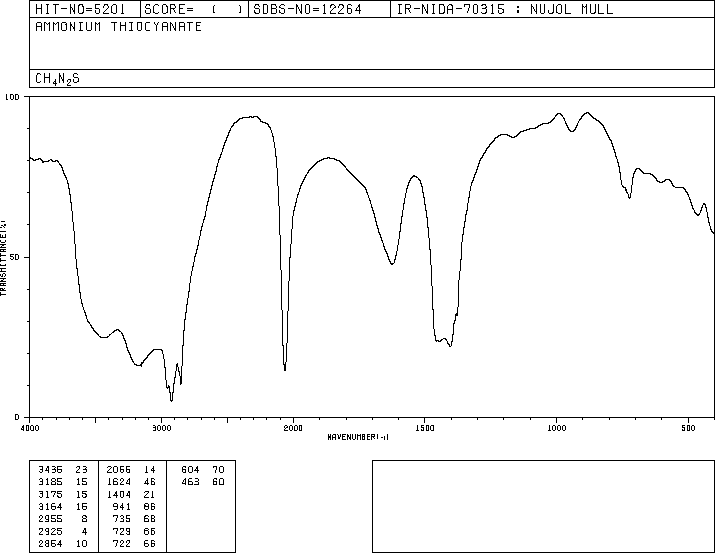 HIT-NO=5201 SCORE= ( ) SDBS-NO=12264 IR-NIDA-70315 : NUJOL MULL
AMMONIUM THIOCYANATE
CH4N2S
100
TRANSMITTANCE(%)
50
0
4000 3000 2000 1500 1000 500
WAVENUMBER(-1)
3436 23 2066 14 604 70
3185 15 1624 46 463 60
3175 15 1404 21
3164 15 941 86
2955 8 735 68
2925 4 729 66
2854 10 722 66